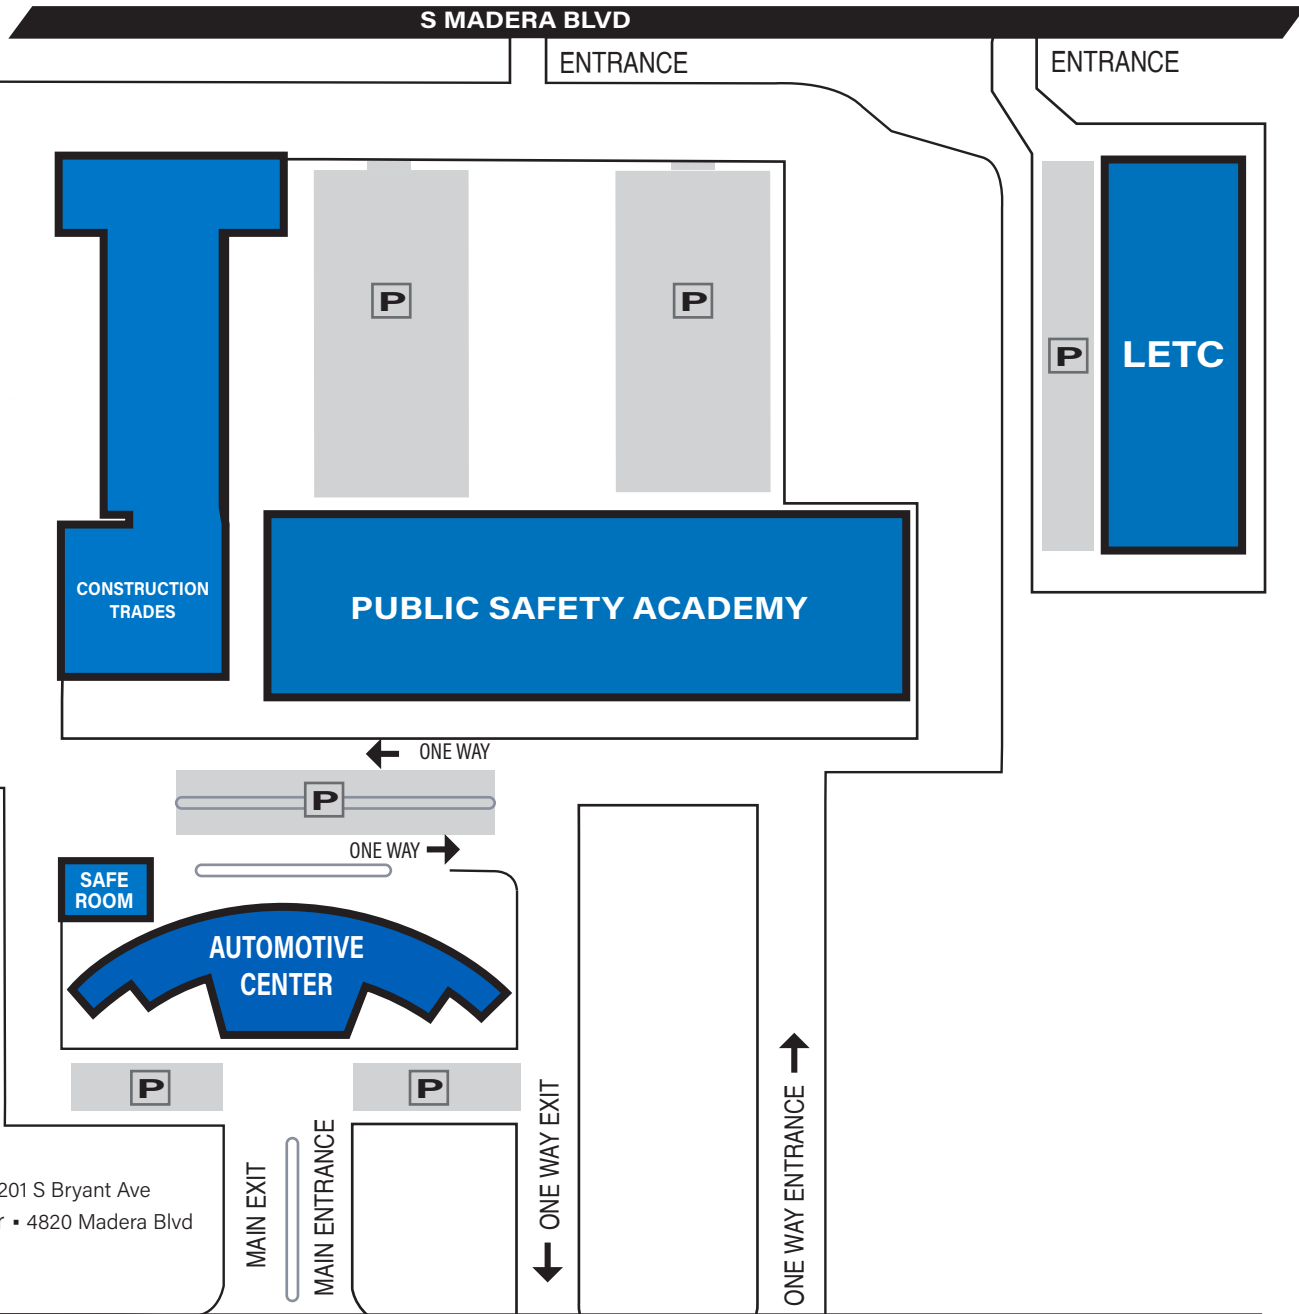 S MADERA BLVD
ENTRANCE
ENTRANCE
P
P
P
LETC
CONSTRUCTION
TRADES
PUBLIC SAFETY ACADEMY
ONE WAY
P
ONE WAY
SAFE
ROOM
AUTOMOTIVE
CENTER
P
P
MAIN EXIT
MAIN ENTRANCE
ONE WAY EXIT
ONE WAY ENTRANCE
201 S Bryant Ave
▪ 4820 Madera Blvd